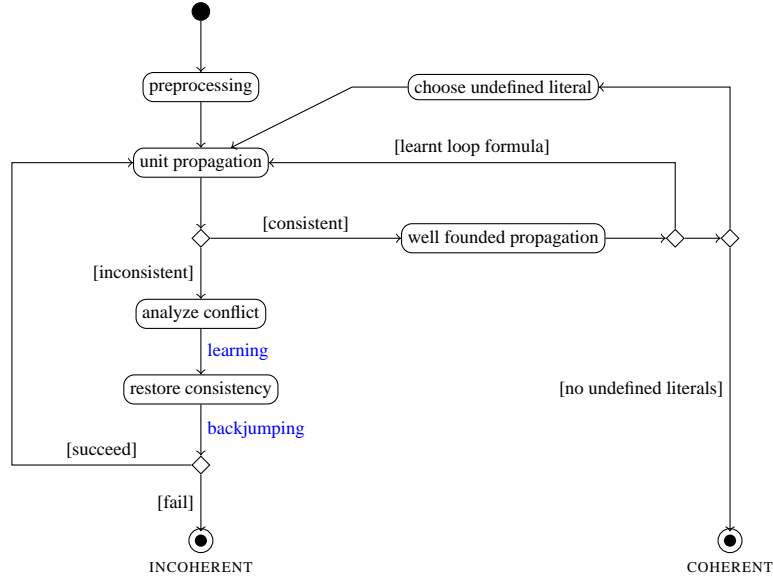 preprocessing
choose undefined literal
[learnt loop formula]
unit propagation
[consistent]
well founded propagation
[inconsistent]
analyze conflict
learning
restore consistency
[no undefined literals]
backjumping
[succeed]
[fail]
INCOHERENT
COHERENT